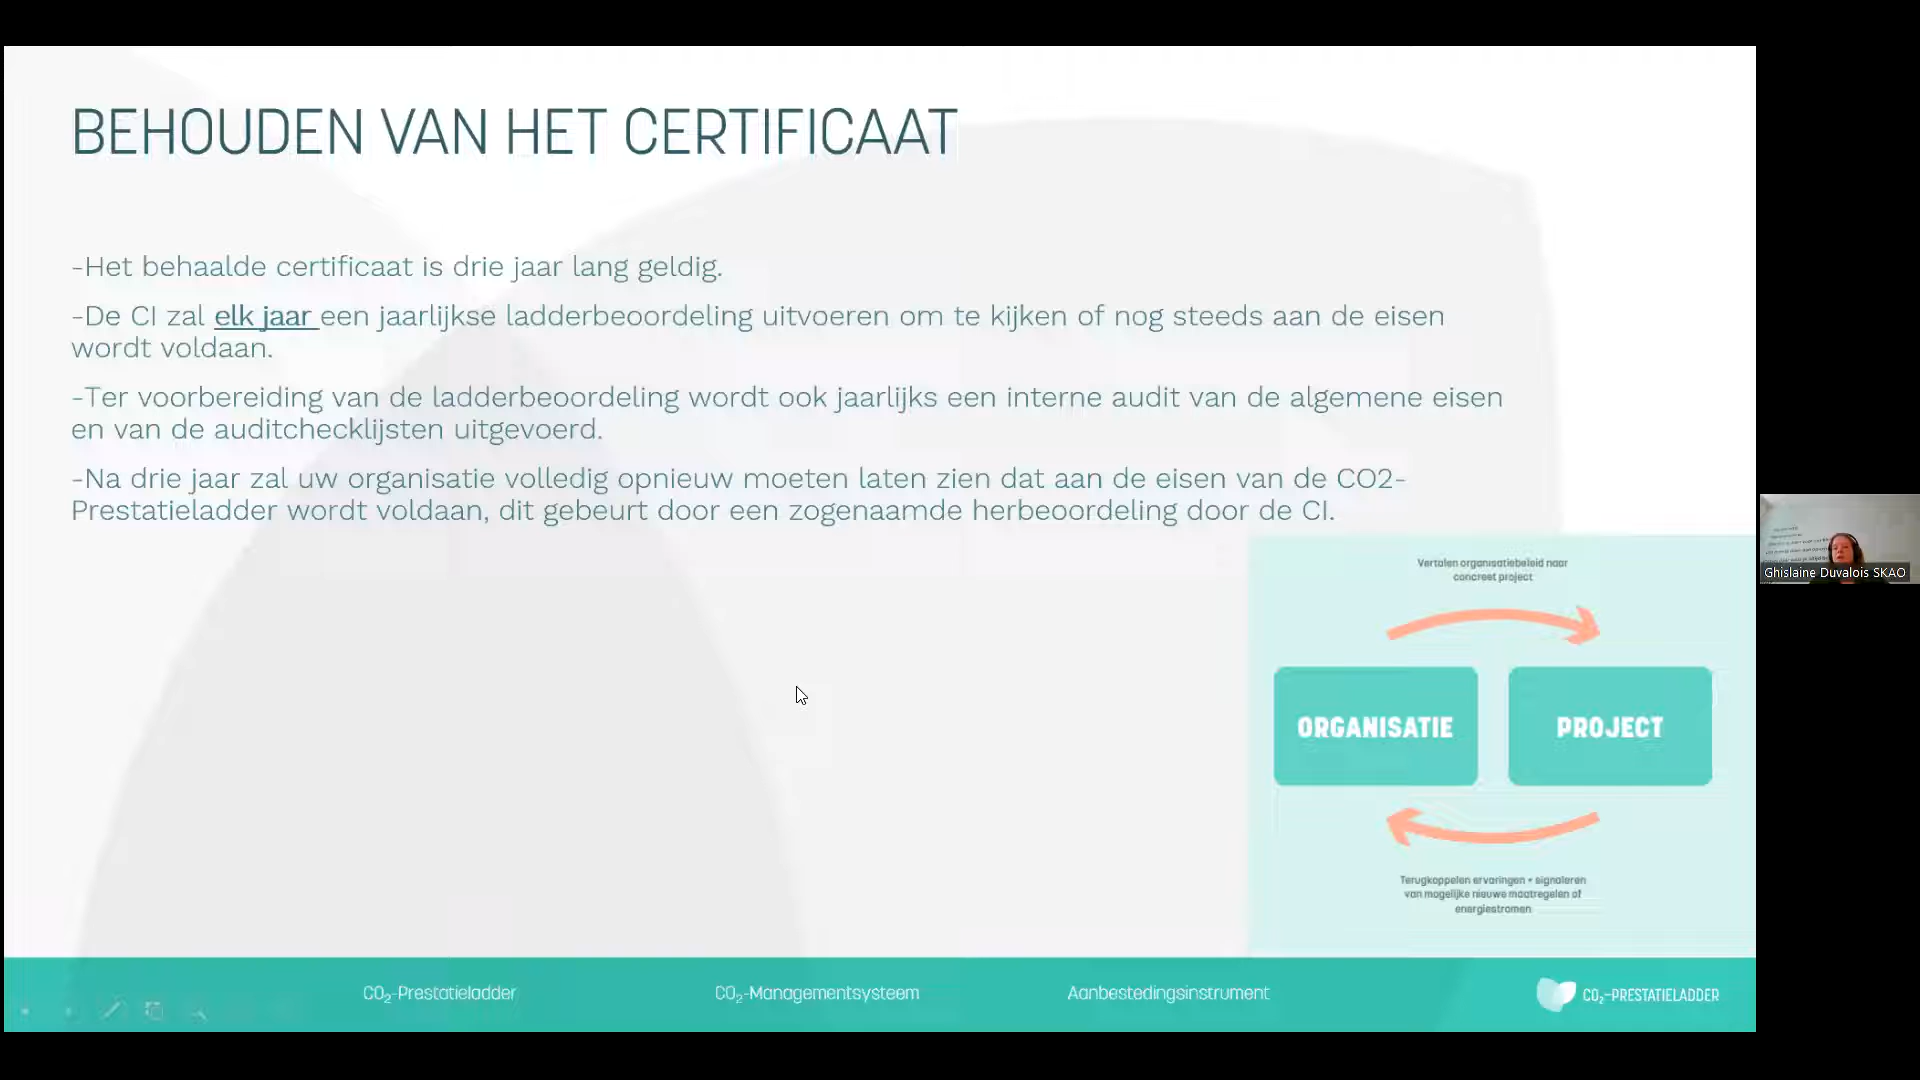 BEHOUDEN VAN HET CERTIFICAAT
-Het behaalde certificaat is drie jaar lang geldig.
-De CI zal elk jaar een jaarlijkse ladderbeoordeling uitvoeren om te kijken of nog steeds aan de eisen
wordt voldaan.
-Ter voorbereiding van de ladderbeoordeling wordt ook jaarlijks een interne audit van de algemene eisen
en van de auditchecklijsten uitgevoerd.
-Na drie jaar zal uw organisatie volledig opnieuw moeten laten zien dat aan de eisen van de CO2-
Prestatieladder wordt voldaan, dit gebeurt door een zogenaamde herbeoordeling door de CI.
Vertalen organisatiebeleid naar
concreet project
ORGANISATIE
PROJECT
Terugkoppelen ervaringen + signaleren
van mogelijke nieuwe maatregelen of
energiestromen
Ghislaine Duvalois SKAO
CO₂-Prestatieladder
CO₂-Managementsysteem
Aanbestedingsinstrument
CO₂-PRESTATIELADDER